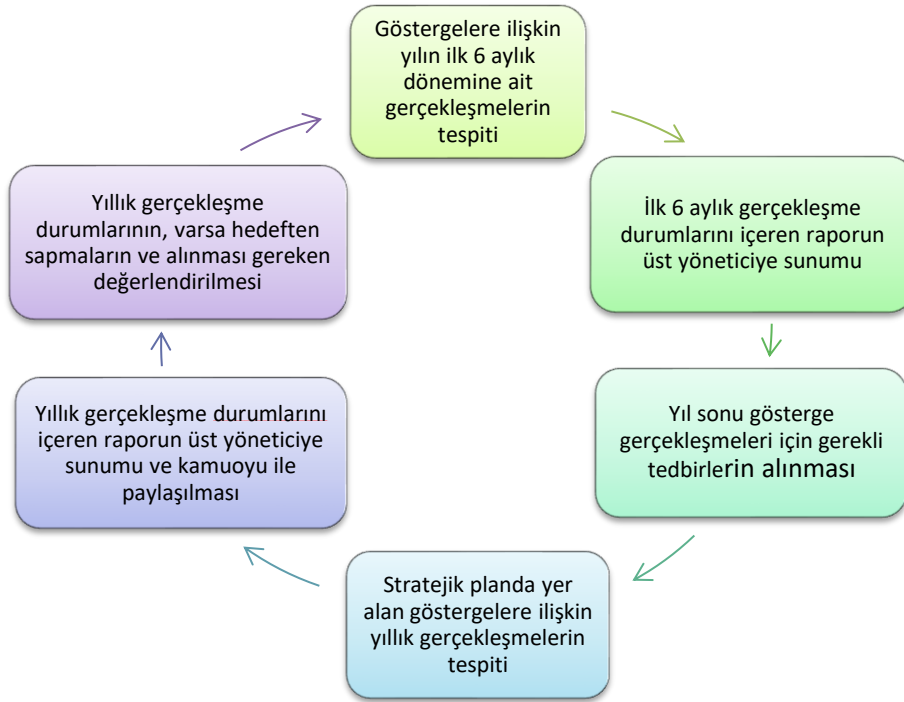 Göstergelere ilişkin
yılın ilk 6 aylık
dönemine ait
gerçekleşmelerin
tespiti
İlk 6 aylık gerçekleşme
durumlarını içeren raporun
üst yöneticiye sunumu
Yıl sonu gösterge
gerçekleşmeleri için gerekli
tedbirlerin alınması
Stratejik planda yer
alan göstergelere ilişkin
yıllık gerçekleşmelerin
tespiti
Yıllık gerçekleşme durumlarını
içeren raporun üst yöneticiye
sunumu ve kamuoyu ile
paylaşılması
Yıllık gerçekleşme
durumlarının, varsa hedeften
sapmaların ve alınması gereken
değerlendirilmesi